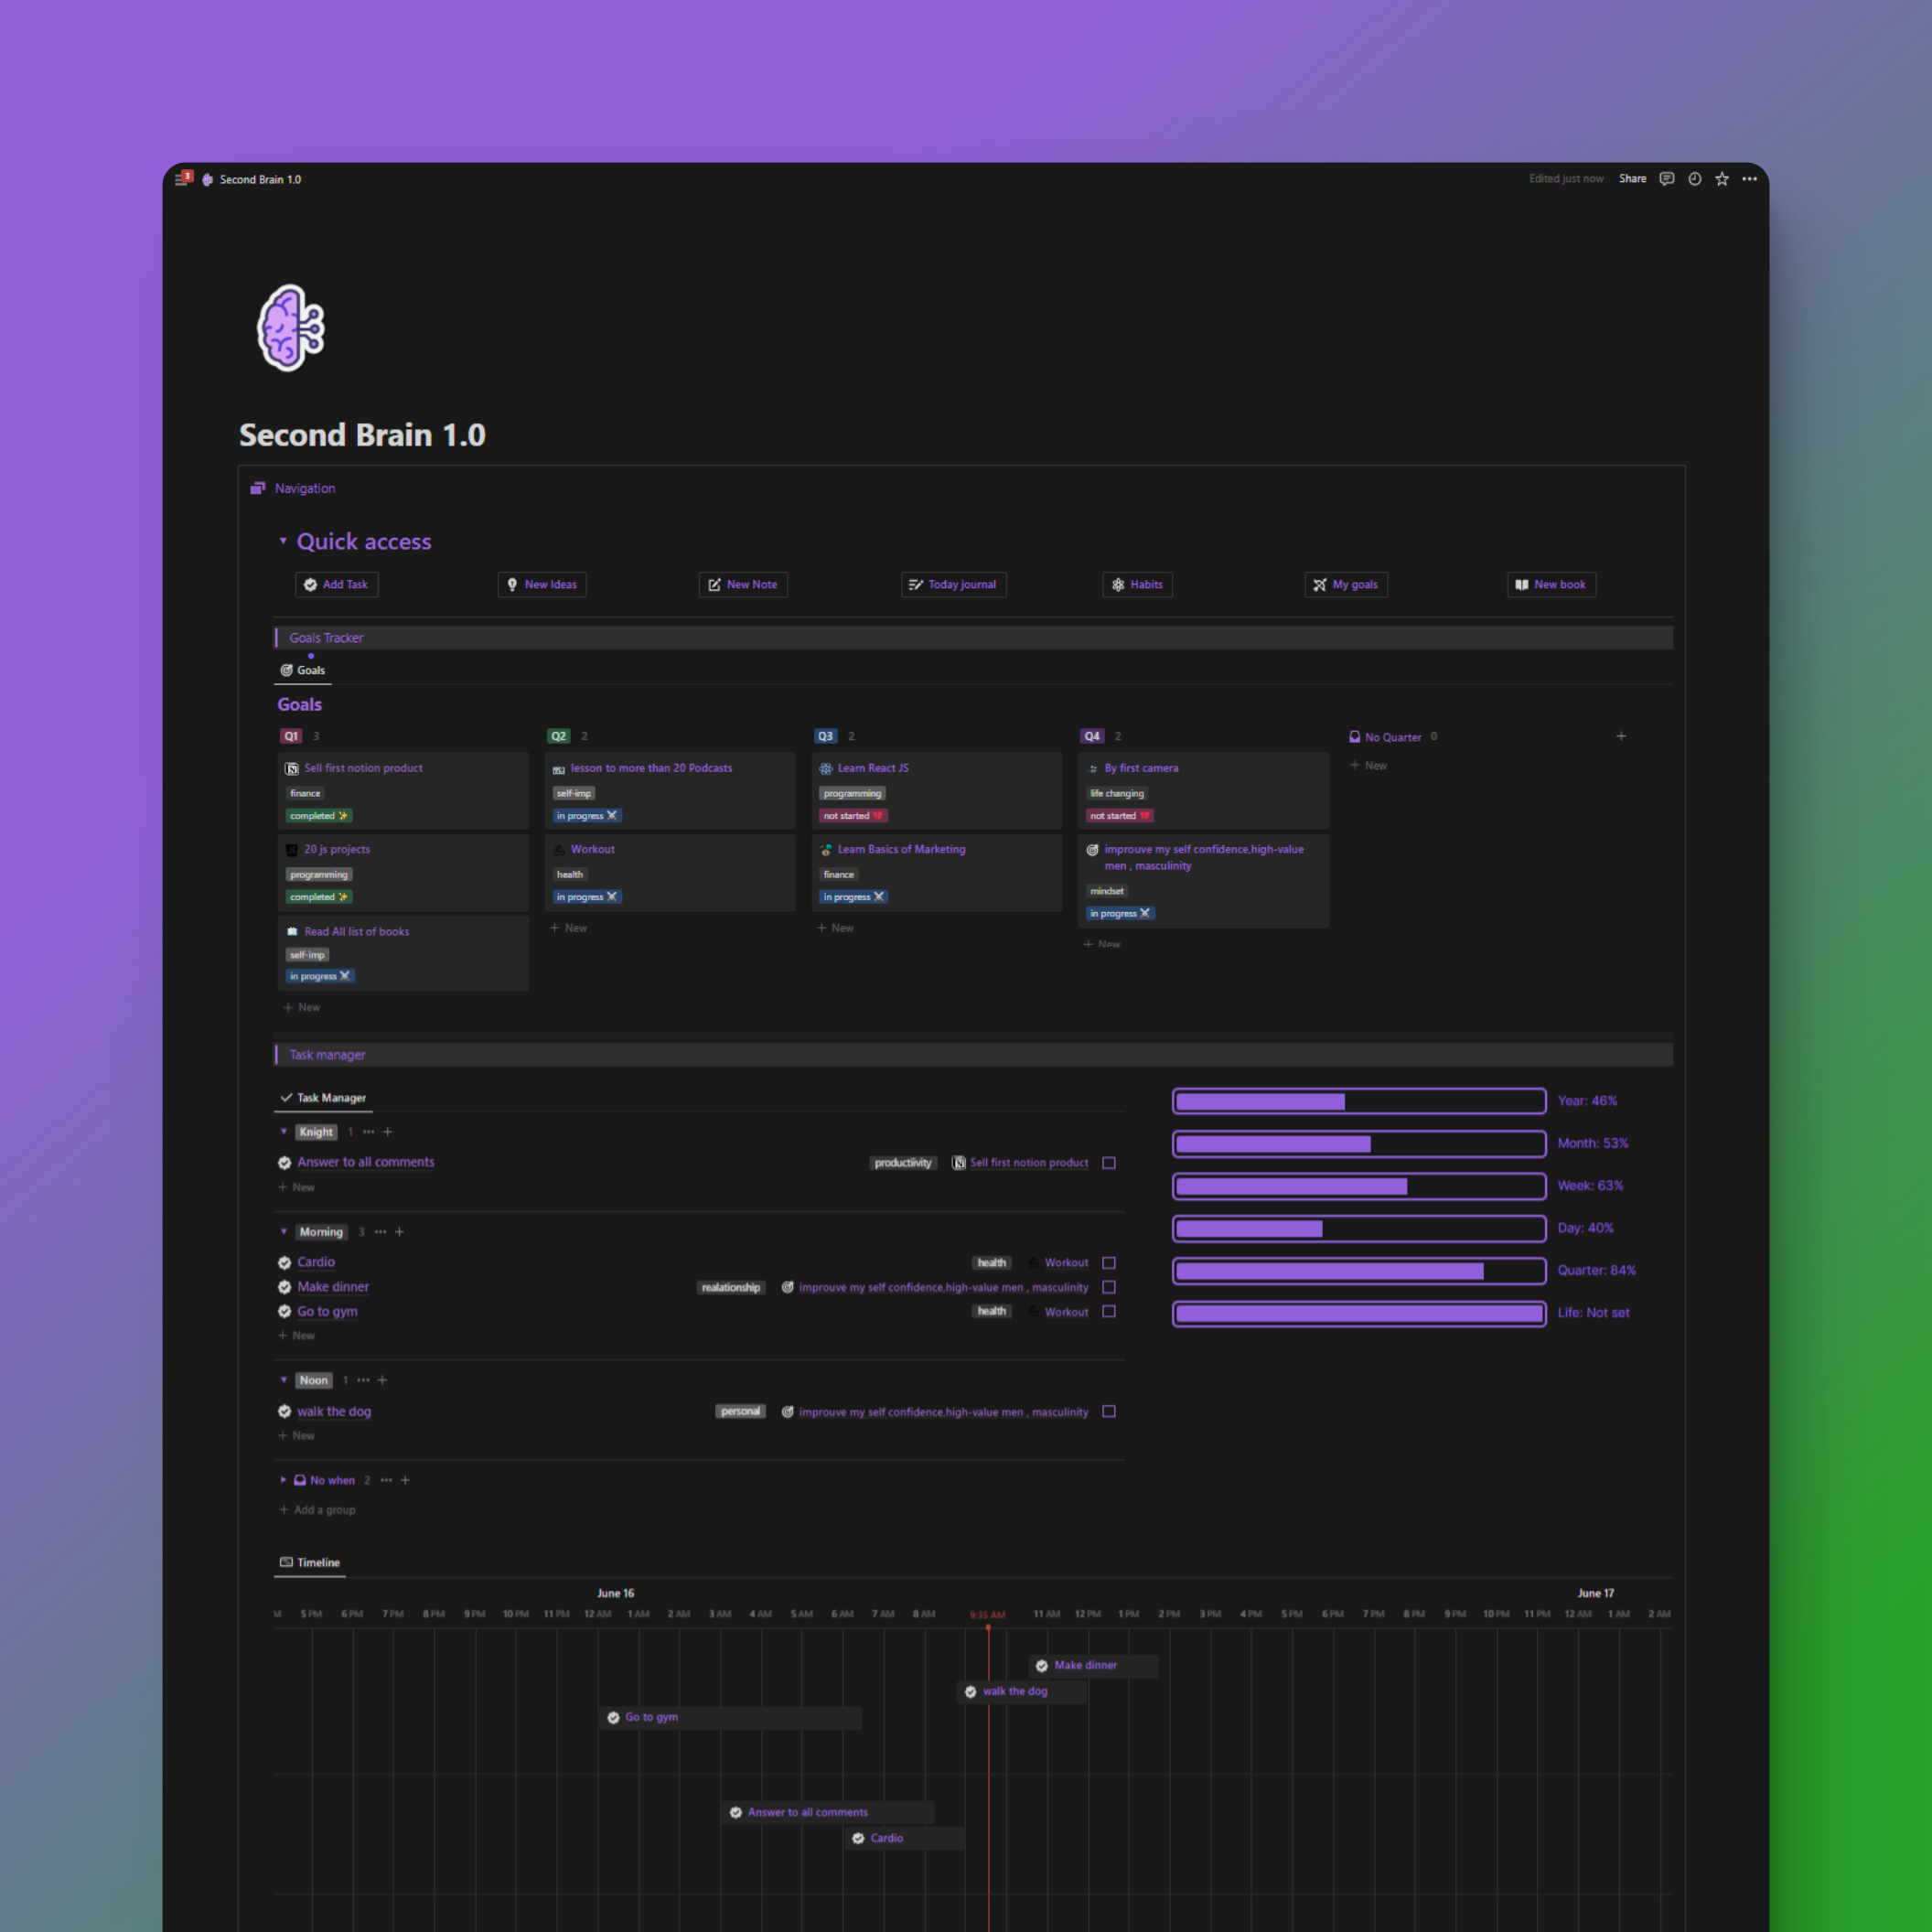 3 Second Brain 1.0 Edited just now Share
Second Brain 1.0
Navigation
Quick access
Add Task New Ideas New Note Today journal Habits My goals New book
Goals Tracker
Goals
Goals
Q1 3 Q2 2 Q3 2 Q4 2 No Quarter 0
Sell first notion product
finance
completed
20 js projects
programming
completed
Read All list of books
self-imp
in progress
New
lesson to more than 20 Podcasts
self-imp
in progress
Workout
health
in progress
New
Learn React JS
programming
not started
Learn Basics of Marketing
finance
in progress
New
By first camera
life changing
not started
improuve my self confidence,high-value
men , masculinity
mindset
in progress
New
New
Task manager
Task Manager
Knight 1
Answer to all comments productiivity Sell first notion product
New
Morning 3
Cardio health Workout
Make dinner realationship improuve my self confidence,high-value men , masculinity
Go to gym health Workout
New
Noon 1
walk the dog personal improuve my self confidence,high-value men , masculinity
New
No when 2
Add a group
Year: 46%
Month: 53%
Week: 63%
Day: 40%
Quarter: 84%
Life: Not set
Timeline
June 16 June 17
M 5 PM 6 PM 7 PM 8 PM 9 PM 10 PM 11 PM 12 AM 1 AM 2 AM 3 AM 4 AM 5 AM 6 AM 7 AM 8 AM 9:35 AM 11 AM 12 PM 1 PM 2 PM 3 PM 4 PM 5 PM 6 PM 7 PM 8 PM 9 PM 10 PM 11 PM 12 AM 1 AM 2 AM
Make dinner
walk the dog
Go to gym
Answer to all comments
Cardio